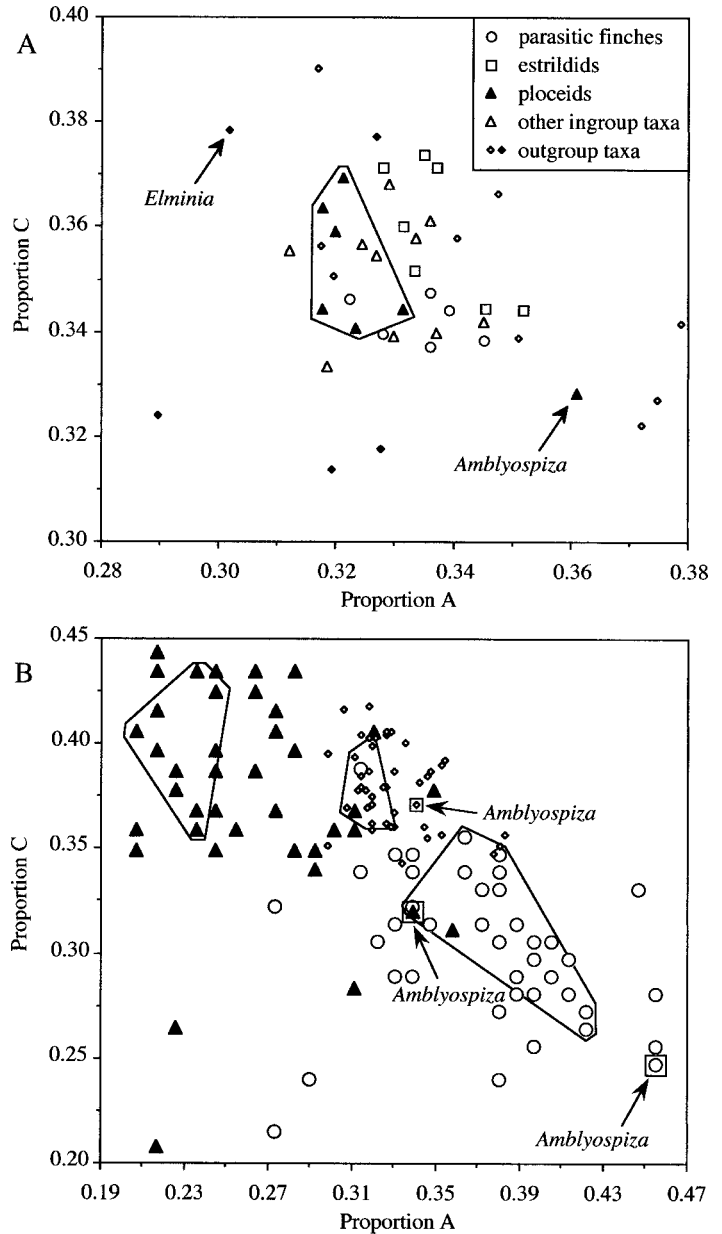 A
0.40
0.38
0.36
0.34
0.32
0.30
Proportion C
parasitic finches
estrildids
ploceids
other ingroup taxa
outgroup taxa
Elminia
Amblyospiza
0.28
0.30
0.32
0.34
0.36
0.38
Proportion A
B
0.45
0.40
0.35
0.30
0.25
0.20
Proportion C
Amblyospiza
Amblyospiza
Amblyospiza
0.19
0.23
0.27
0.31
0.35
0.39
0.43
0.47
Proportion A